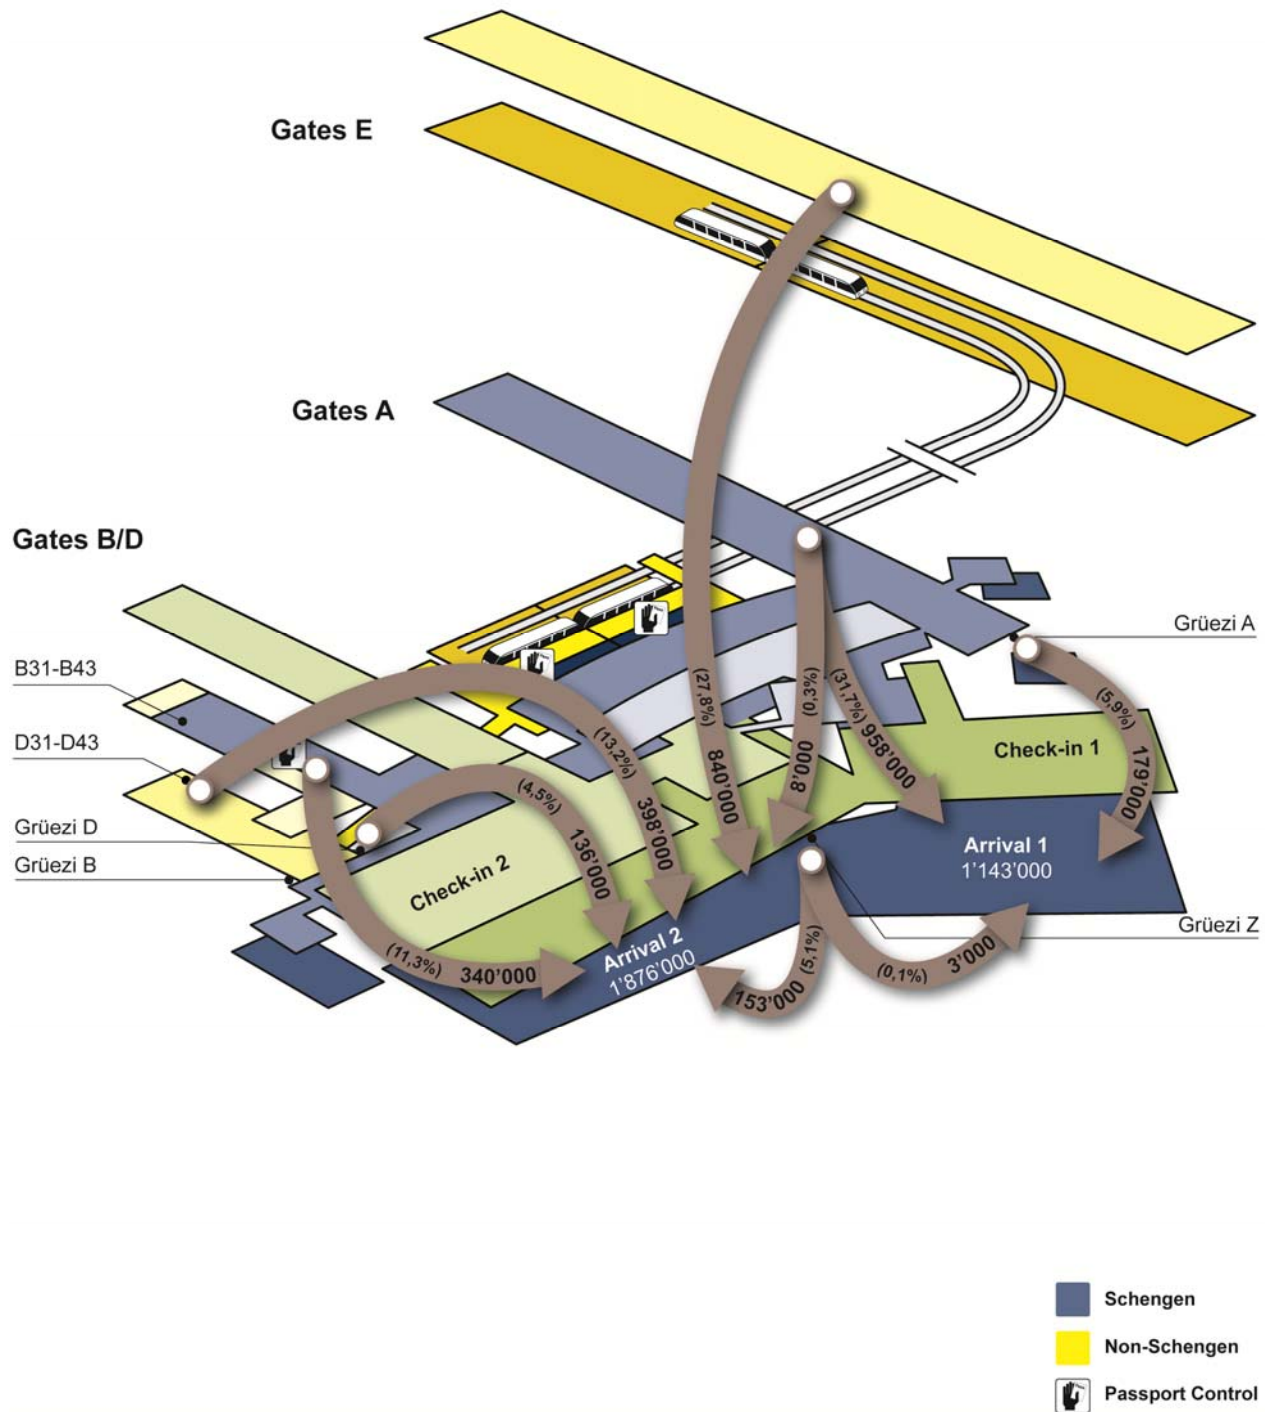 Gates E
Gates A
Gates B/D
B31-B43
D31-D43
Grüezi D
Grüezi B
Grüezi A
Grüezi Z
(27,8%) 840'000
(0,3%) 8'000
(31,7%) 958'000
(5,9%) 179'000
(13,2%) 398'000
(4,5%) 136'000
(11,3%) 340'000
(5,1%) 153'000
(0,1%) 3'000
Check-in 1
Check-in 2
Arrival 1
1'143'000
Arrival 2
1'876'000
Schengen
Non-Schengen
Passport Control